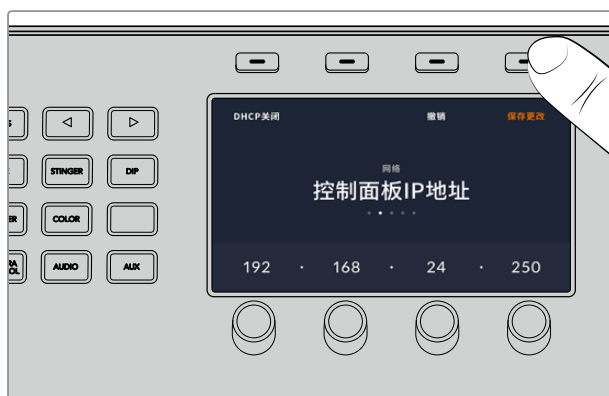 DHCP关闭 撤销 保存更改
网络
控制面板IP地址
192 . 168 . 24 . 250
STINGER DIP
COLOR
AUDIO AUX